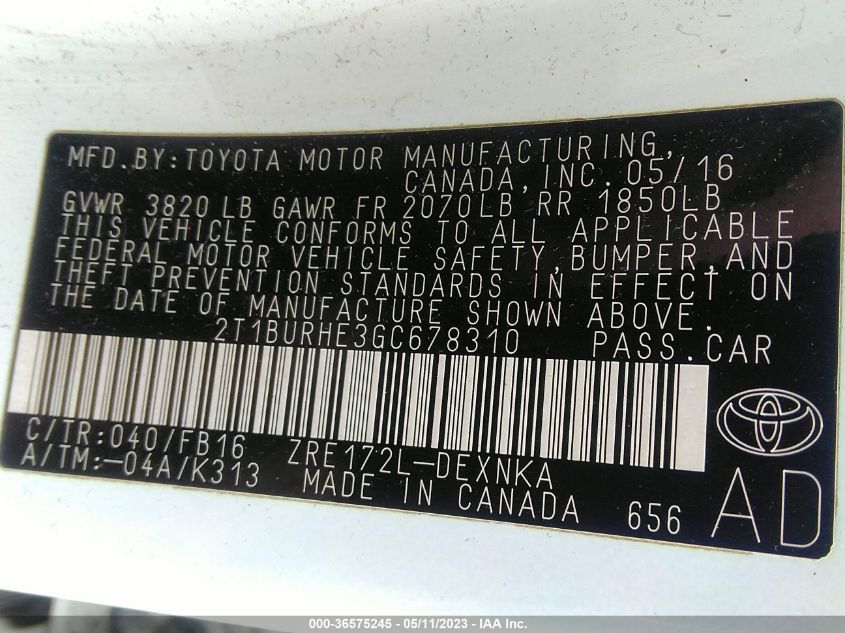 MFD.BY:TOYOTA MOTOR MANUFACTURING,
CANADA,INC. 05/16
GVWR 3820 LB GAWR FR 2070LB RR 1850LB
THIS VEHICLE CONFORMS TO ALL APPLICABLE
FEDERAL MOTOR VEHICLE SAFETY,BUMPER,AND
THEFT PREVENTION STANDARDS IN EFFECT ON
THE DATE OF MANUFACTURE SHOWN ABOVE.
2T1BURHE3GC678310 PASS.CAR
C/TR:040/FB16 ZRE172L-DEXNKA
A/TM:-04A/K313 MADE IN CANADA 656
AD
000-36575245 - 05/11/2023 - IAA Inc.